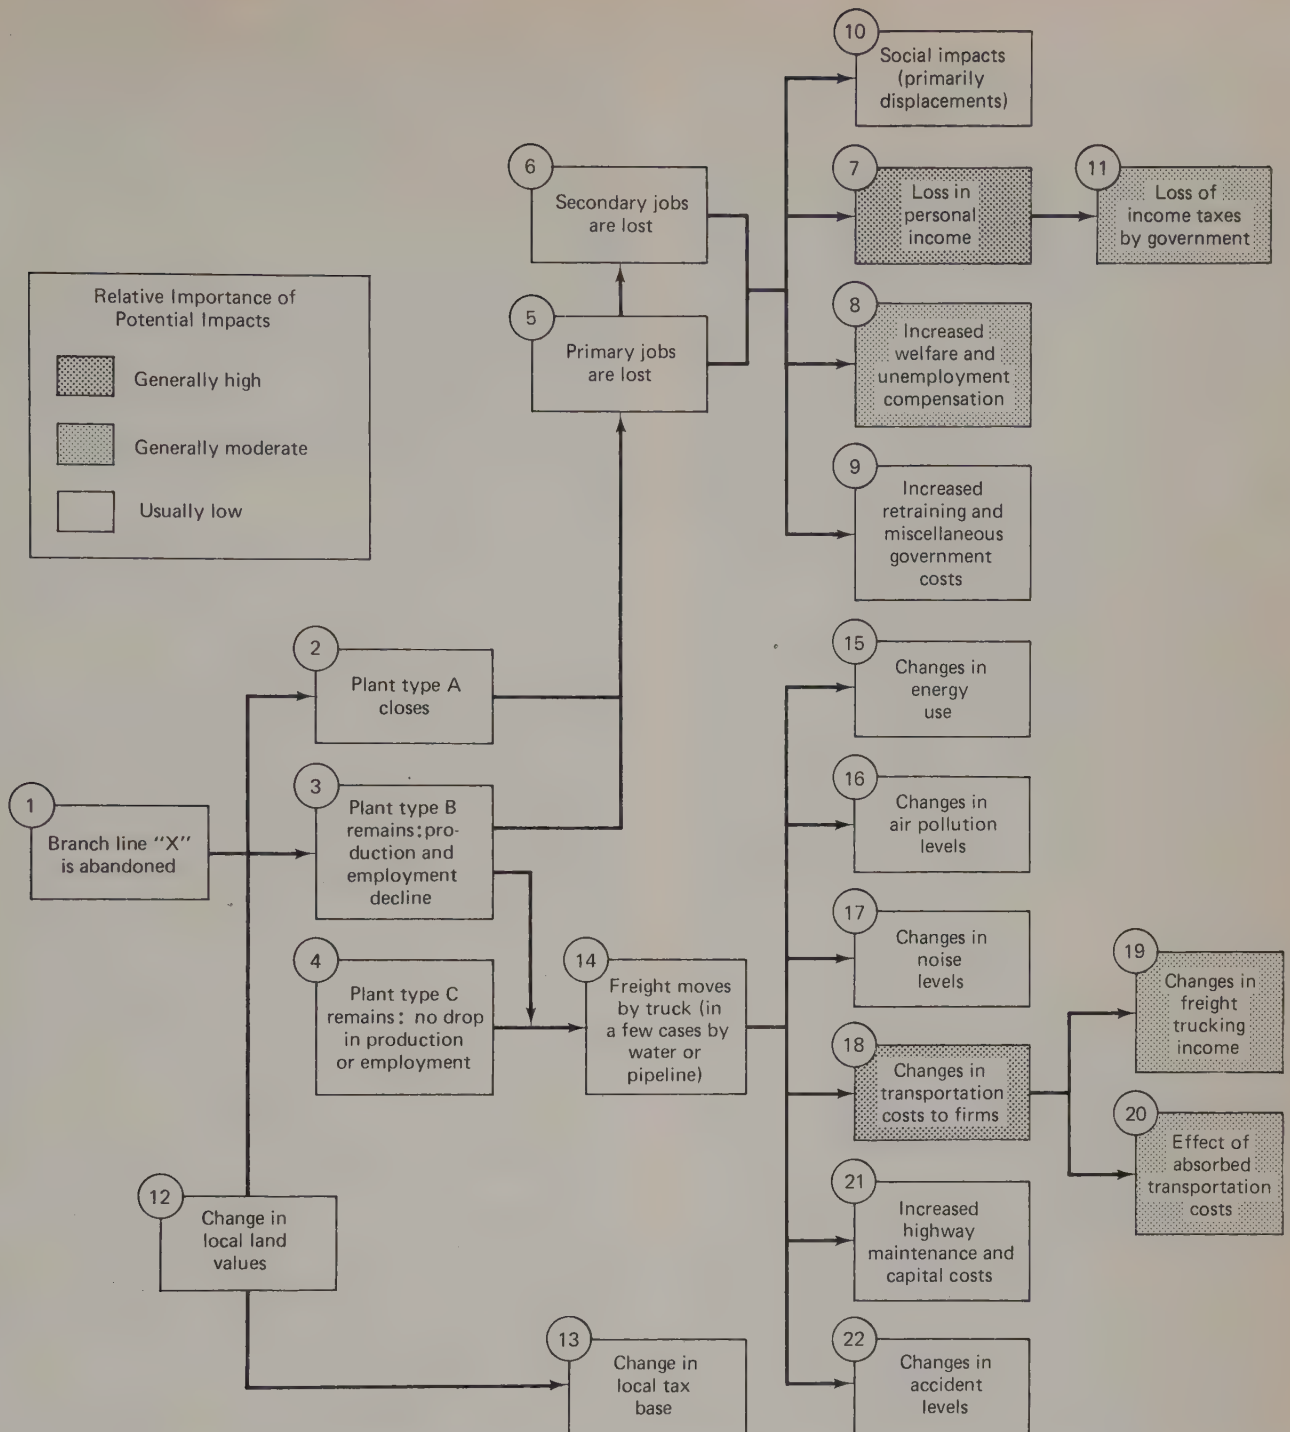 10
Social impacts
(primarily
displacements)
6
Secondary jobs
are lost
7
Loss in
personal
income
11
Loss of
income taxes
by government
Relative Importance of
Potential Impacts
Generally high
Generally moderate
Usually low
5
Primary jobs
are lost
8
Increased
welfare and
unemployment
compensation
9
Increased
retraining and
miscellaneous
government
costs
2
Plant type A
closes
15
Changes in
energy
use
1
Branch line "X"
is abandoned
3
Plant type B
remains: pro-
duction and
employment
decline
16
Changes in
air pollution
levels
4
Plant type C
remains: no drop
in production
or employment
14
Freight moves
by truck (in
a few cases by
water or
pipeline)
17
Changes in
noise
levels
18
Changes in
transportation
costs to firms
19
Changes in
freight
trucking
income
20
Effect of
absorbed
transportation
costs
12
Change in
local land
values
21
Increased
highway
maintenance and
capital costs
13
Change in
local tax
base
22
Changes in
accident
levels